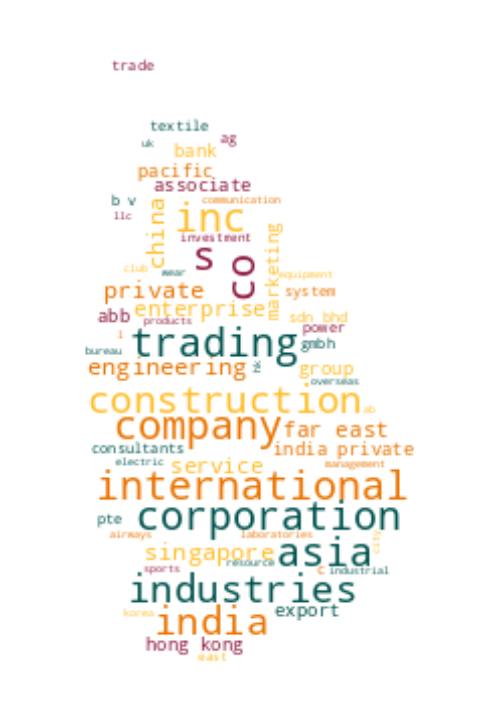 trade
textile
uk
ag
bank
pacific
associate
b v
communication
llc
china
inc
investment
s
co
marketing
club
wear
equipment
private
system
enterprise
abb
products
sdn bhd
power
l
trading
gmbh
bureau
engineering
hk
group
overseas
construction
ab
company
far east
consultants
india private
electric
service
management
international
pte
corporation
airways
laboratories
city
singapore
asia
resource
sports
c
industrial
industries
korea
india
export
hong kong
east